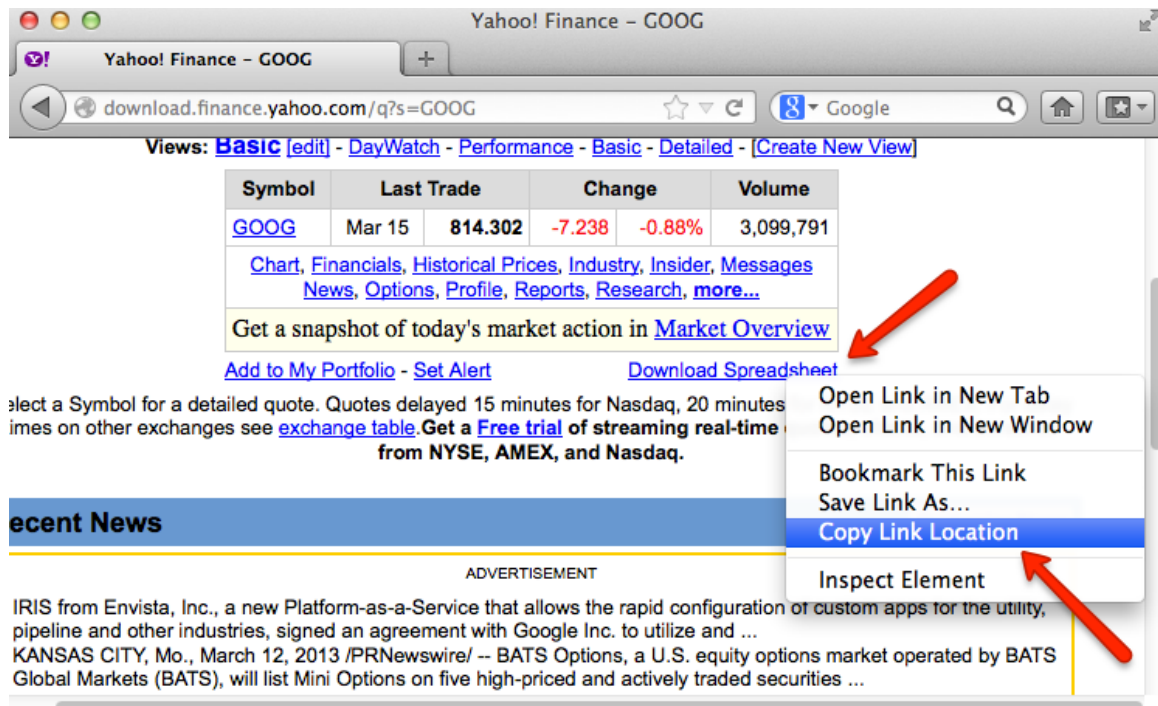 Yahoo! Finance – GOOG
Yahoo! Finance – GOOG +
download.finance.yahoo.com/q?s=GOOG Google
Views: Basic [edit] - DayWatch - Performance - Basic - Detailed - [Create New View]
Symbol Last Trade Change Volume
GOOG Mar 15 814.302 -7.238 -0.88% 3,099,791
Chart, Financials, Historical Prices, Industry, Insider, Messages
News, Options, Profile, Reports, Research, more...
Get a snapshot of today's market action in Market Overview
Add to My Portfolio - Set Alert Download Spreadsheet
elect a Symbol for a detailed quote. Quotes delayed 15 minutes for Nasdaq, 20 minutes
imes on other exchanges see exchange table.Get a Free trial of streaming real-time
from NYSE, AMEX, and Nasdaq.
Open Link in New Tab
Open Link in New Window
Bookmark This Link
Save Link As...
Copy Link Location
Inspect Element
ecent News
ADVERTISEMENT
IRIS from Envista, Inc., a new Platform-as-a-Service that allows the rapid configuration of custom apps for the utility,
pipeline and other industries, signed an agreement with Google Inc. to utilize and ...
KANSAS CITY, Mo., March 12, 2013 /PRNewswire/ -- BATS Options, a U.S. equity options market operated by BATS
Global Markets (BATS), will list Mini Options on five high-priced and actively traded securities ...